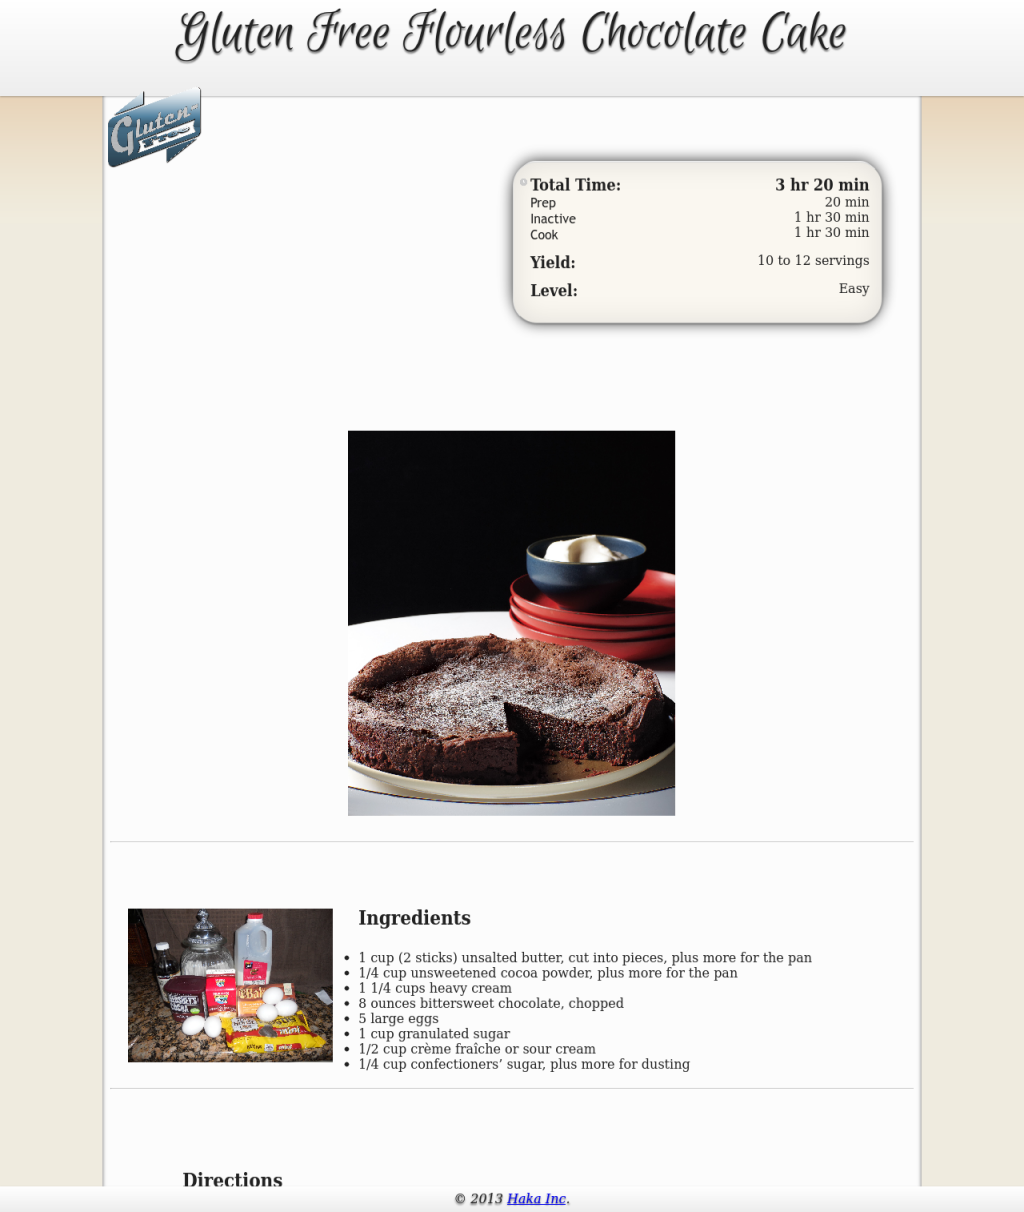 Gluten Free Flourless Chocolate Cake
Gluten
Free
Total Time: 3 hr 20 min
Prep 20 min
Inactive 1 hr 30 min
Cook 1 hr 30 min
Yield: 10 to 12 servings
Level: Easy
Ingredients
1 cup (2 sticks) unsalted butter, cut into pieces, plus more for the pan
1/4 cup unsweetened cocoa powder, plus more for the pan
1 1/4 cups heavy cream
8 ounces bittersweet chocolate, chopped
5 large eggs
1 cup granulated sugar
1/2 cup crème fraîche or sour cream
1/4 cup confectioners’ sugar, plus more for dusting
Directions
© 2013 Haka Inc.